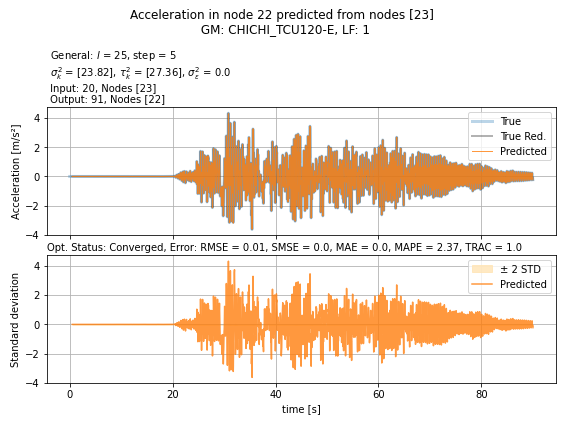 Acceleration in node 22 predicted from nodes [23]
GM: CHICHI_TCU120-E, LF: 1
General: l = 25, step = 5
σ²ₖ = [23.82], τ²ₖ = [27.36], σ²ε = 0.0
Input: 20, Nodes [23]
Output: 91, Nodes [22]
Acceleration [m/s²]
4
2
0
−2
−4
True
True Red.
Predicted
Opt. Status: Converged, Error: RMSE = 0.01, SMSE = 0.0, MAE = 0.0, MAPE = 2.37, TRAC = 1.0
Standard deviation
4
2
0
−2
−4
± 2 STD
Predicted
0 20 40 60 80
time [s]